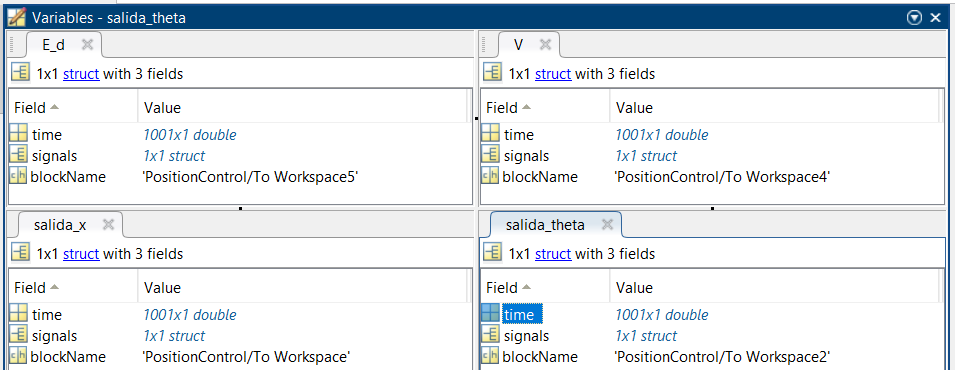 Variables - salida_theta
E_d
1x1 struct with 3 fields
Field Value
time 1001x1 double
signals 1x1 struct
blockName 'PositionControl/To Workspace5'
V
1x1 struct with 3 fields
Field Value
time 1001x1 double
signals 1x1 struct
blockName 'PositionControl/To Workspace4'
salida_x
1x1 struct with 3 fields
Field Value
time 1001x1 double
signals 1x1 struct
blockName 'PositionControl/To Workspace'
salida_theta
1x1 struct with 3 fields
Field Value
time 1001x1 double
signals 1x1 struct
blockName 'PositionControl/To Workspace2'